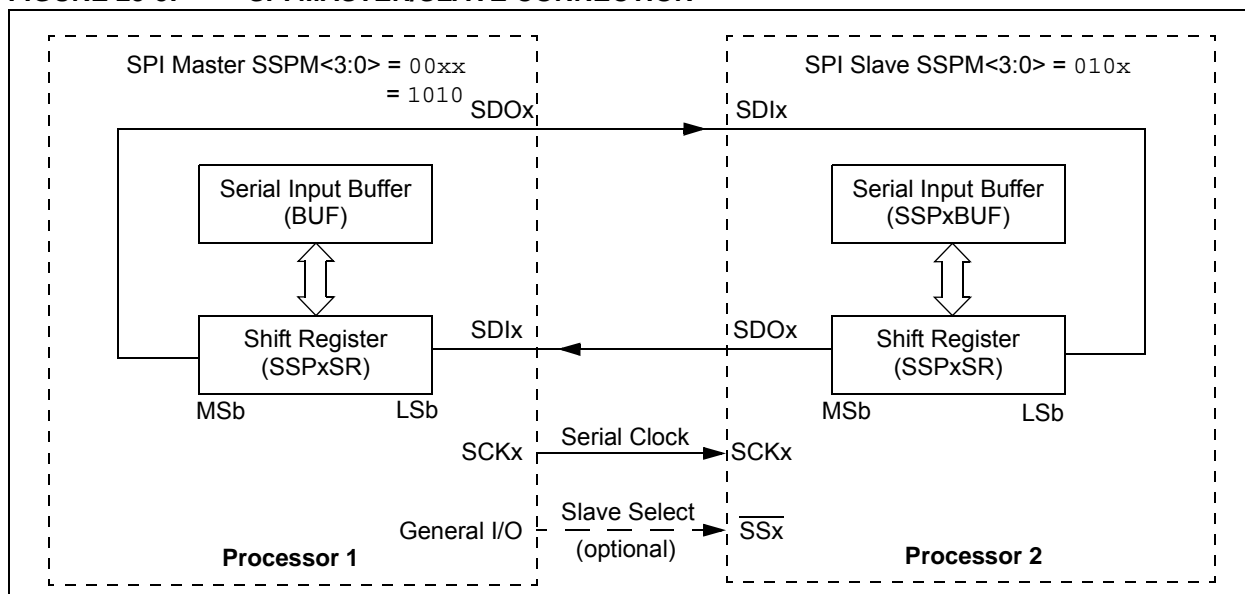 SPI Master SSPM<3:0> = 00xx
= 1010
SPI Slave SSPM<3:0> = 010x
SDOx
SDIx
Serial Input Buffer
(BUF)
Serial Input Buffer
(SSPxBUF)
Shift Register
(SSPxSR)
SDIx
SDOx
Shift Register
(SSPxSR)
MSb
LSb
MSb
LSb
SCKx
Serial Clock
SCKx
General I/O
Slave Select
(optional)
SSx
Processor 1
Processor 2